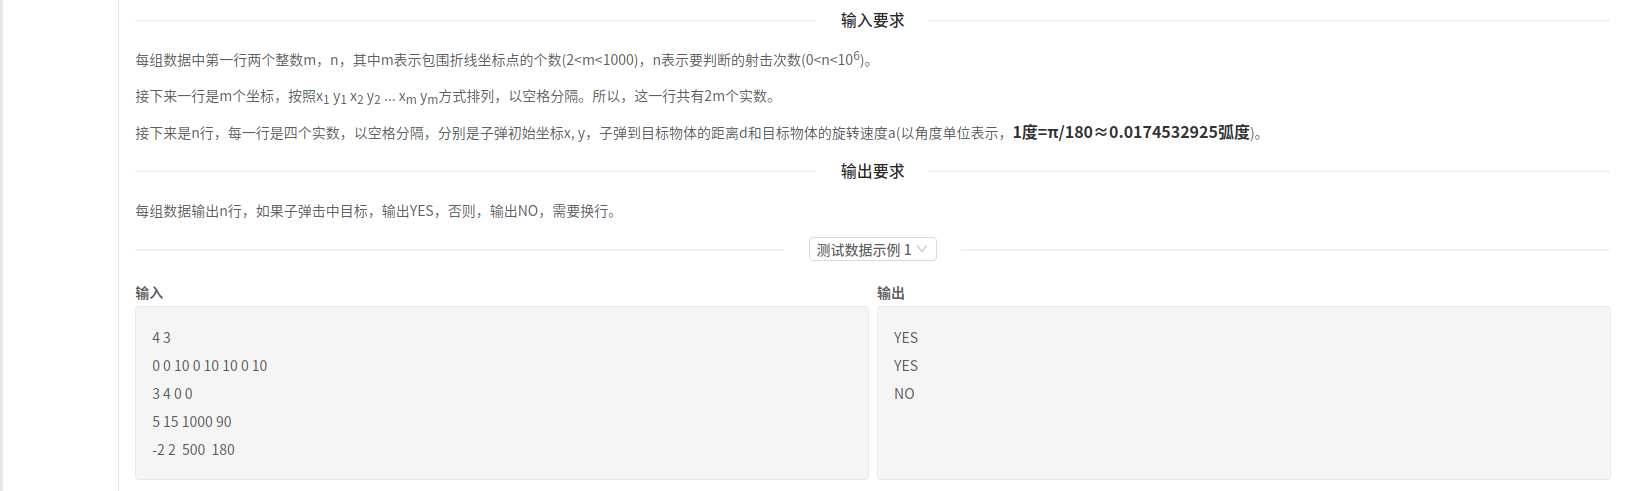 输入要求
每组数据中第一行两个整数m，n，其中m表示包围折线坐标点的个数(2<m<1000)，n表示要判断的射击次数(0<n<10⁶)。
接下来一行是m个坐标，按照x₁ y₁ x₂ y₂ ... xₘ yₘ方式排列，以空格分隔。所以，这一行共有2m个实数。
接下来是n行，每一行是四个实数，以空格分隔，分别是子弹初始坐标x, y，子弹到目标物体的距离d和目标物体的旋转速度a(以角度单位表示，1度=π/180≈0.0174532925弧度)。
输出要求
每组数据输出n行，如果子弹击中目标，输出YES，否则，输出NO，需要换行。
测试数据示例 1
输入
4 3
0 0 10 0 10 10 0 10
3 4 0 0
5 15 1000 90
-2 2  500  180
输出
YES
YES
NO